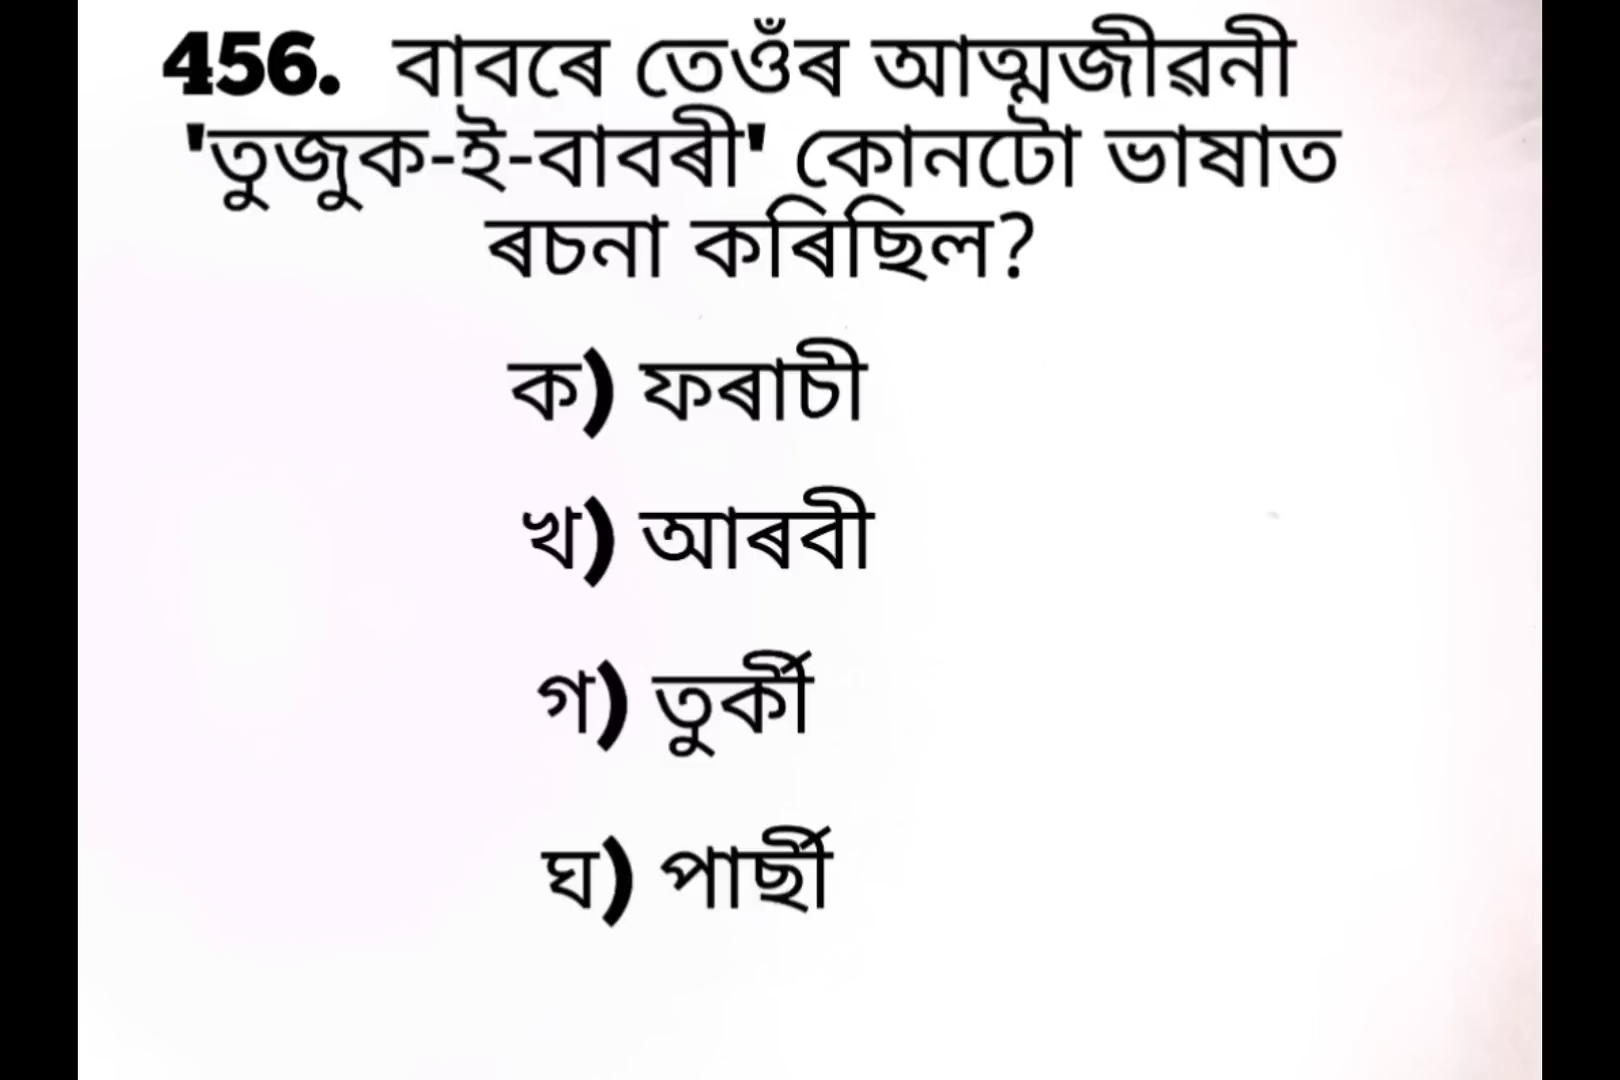 456. বাবৰে তেওঁৰ আত্মজীৱনী
'তুজুক-ই-বাবৰী' কোনটো ভাষাত
ৰচনা কৰিছিল?
ক) ফৰাচী
খ) আৰবী
গ) তুৰ্কী
ঘ) পাৰ্ছী